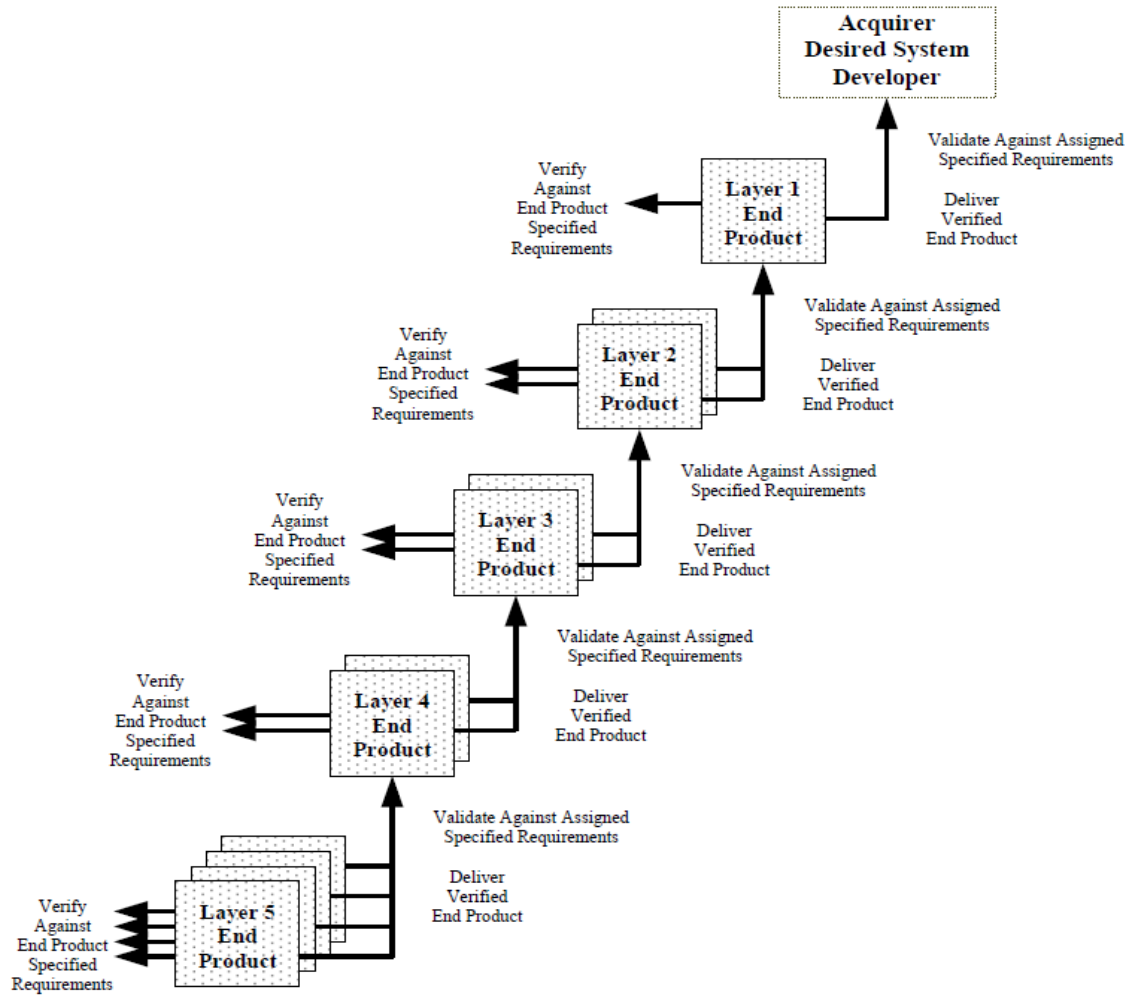 Acquirer
Desired System
Developer
Validate Against Assigned
Specified Requirements
Deliver
Verified
End Product
Verify
Against
End Product
Specified
Requirements
Layer 1
End
Product
Validate Against Assigned
Specified Requirements
Deliver
Verified
End Product
Verify
Against
End Product
Specified
Requirements
Layer 2
End
Product
Validate Against Assigned
Specified Requirements
Deliver
Verified
End Product
Verify
Against
End Product
Specified
Requirements
Layer 3
End
Product
Validate Against Assigned
Specified Requirements
Deliver
Verified
End Product
Verify
Against
End Product
Specified
Requirements
Layer 4
End
Product
Validate Against Assigned
Specified Requirements
Deliver
Verified
End Product
Verify
Against
End Product
Specified
Requirements
Layer 5
End
Product